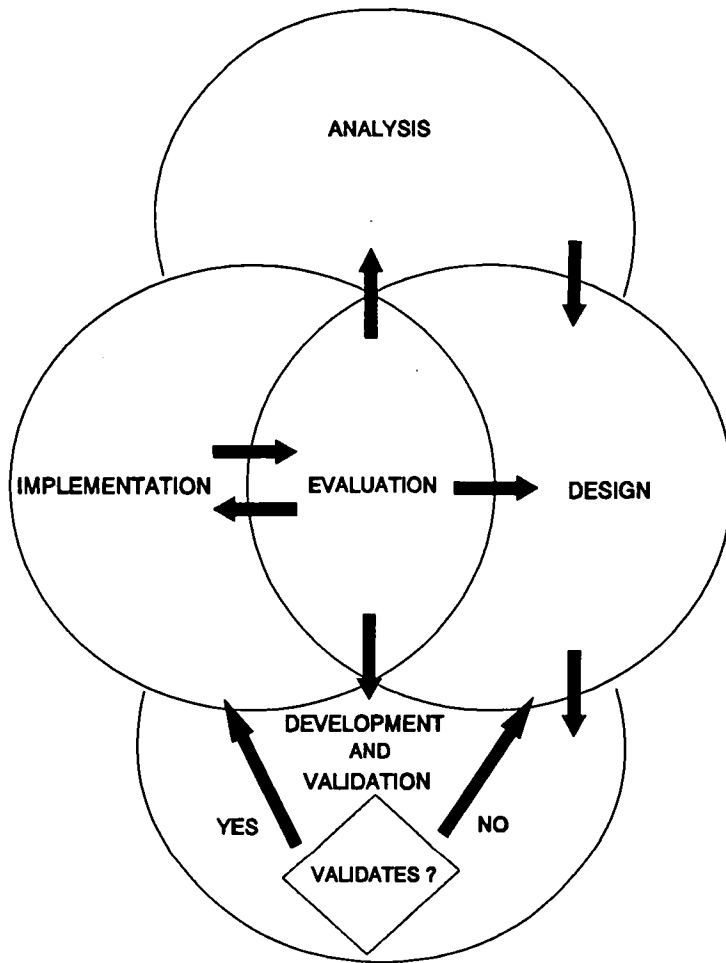 ANALYSIS
IMPLEMENTATION
EVALUATION
DESIGN
DEVELOPMENT
AND
VALIDATION
YES
NO
VALIDATES ?